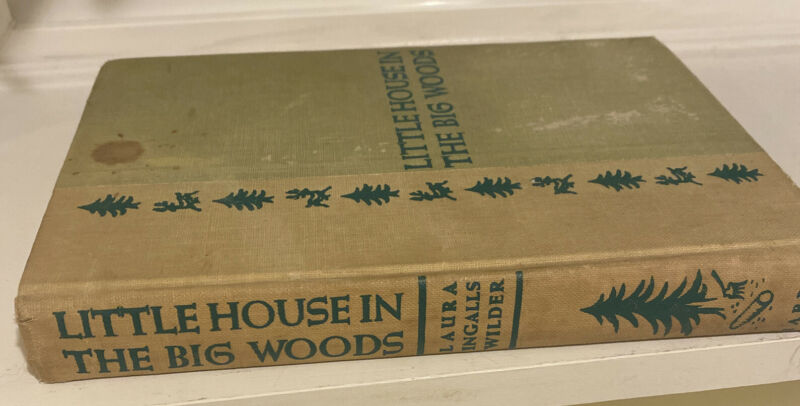 LITTLE HOUSE IN
THE BIG WOODS
LITTLE HOUSE IN
THE BIG WOODS
LAURA
INGALLS
WILDER